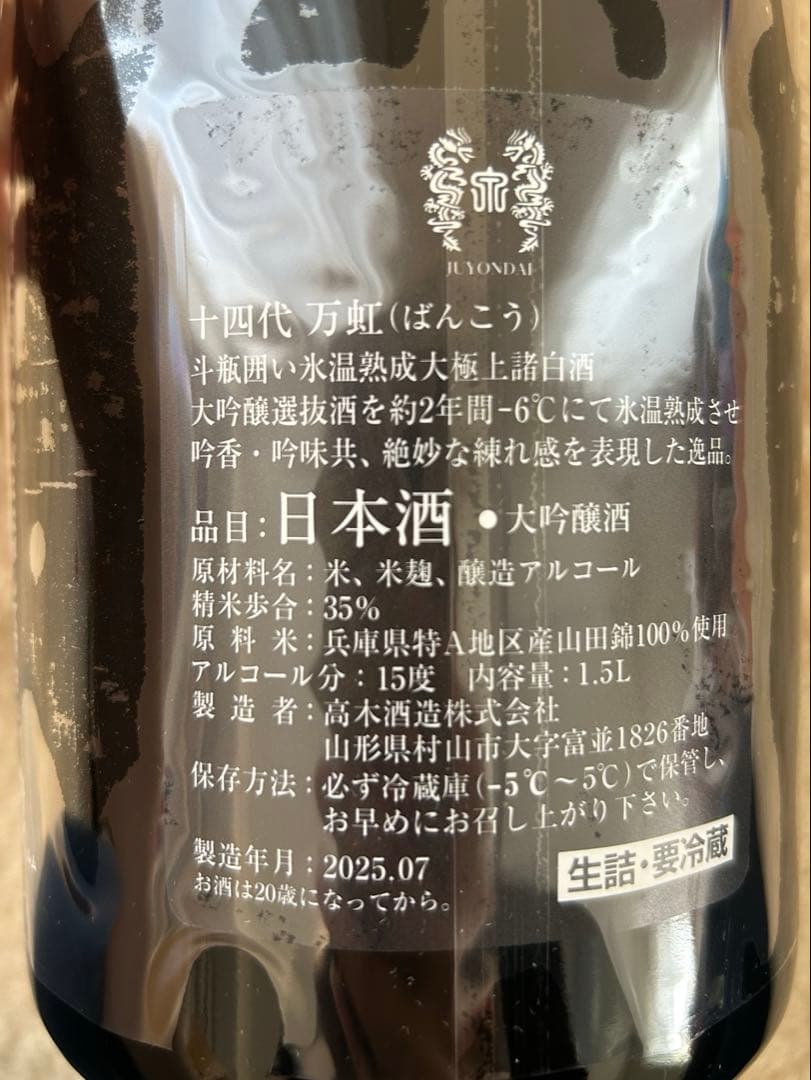 JUYONDAI
十四代 万虹(ばんこう)
斗瓶囲い氷温熟成大極上諸白酒
大吟醸選抜酒を約2年間-6℃にて氷温熟成させ
吟香・吟味共、絶妙な練れ感を表現した逸品。
品目:日本酒 ●大吟醸酒
原材料名:米、米麹、醸造アルコール
精米歩合:35%
原料米:兵庫県特A地区産山田錦100%使用
アルコール分:15度 内容量:1.5L
製造者:高木酒造株式会社
山形県村山市大字富並1826番地
保存方法:必ず冷蔵庫(-5℃〜5℃)で保管し、
お早めにお召し上がり下さい。
製造年月:2025.07
生詰・要冷蔵
お酒は20歳になってから。